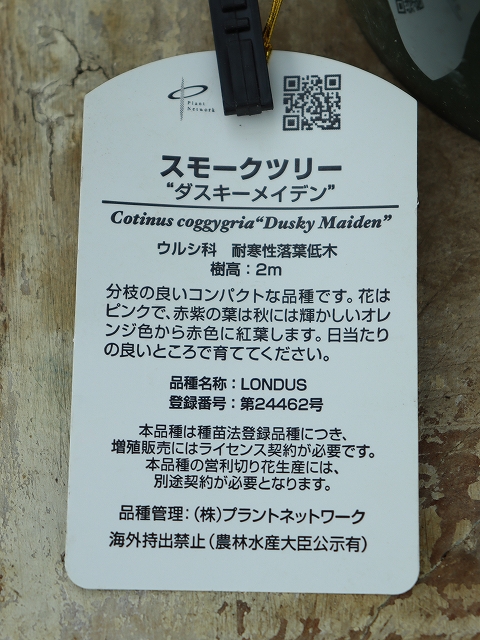 Plant
Network
スモークツリー
“ダスキーメイデン”
Cotinus coggygria“Dusky Maiden”
ウルシ科　耐寒性落葉低木
樹高：2m
分枝の良いコンパクトな品種です。花は
ピンクで、赤紫の葉は秋には輝かしいオレ
ンジ色から赤色に紅葉します。日当たり
の良いところで育ててください。
品種名称：LONDUS
登録番号：第24462号
本品種は種苗法登録品種につき、
増殖販売にはライセンス契約が必要です。
本品種の営利切り花生産には、
別途契約が必要となります。
品種管理：（株）プラントネットワーク
海外持出禁止（農林水産大臣公示有）